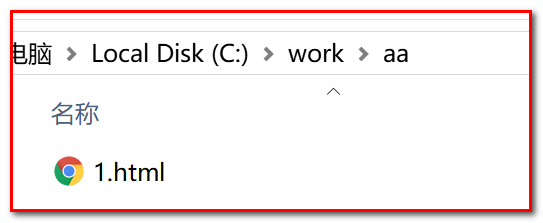 电脑 > Local Disk (C:) > work > aa
名称
1.html